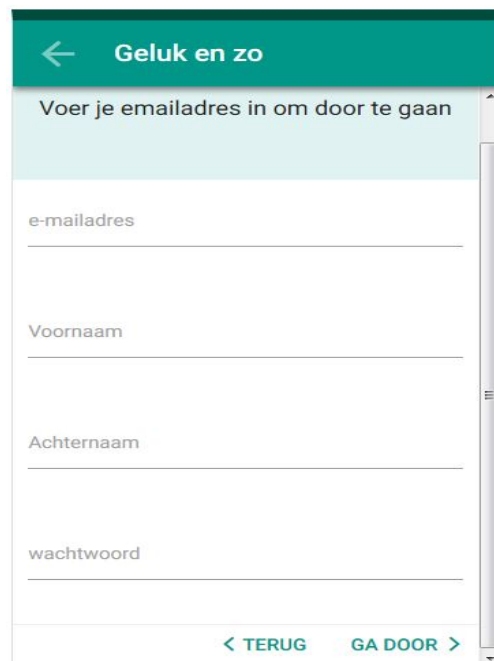 Geluk en zo
Voer je emailadres in om door te gaan
e-mailadres
Voornaam
Achternaam
wachtwoord
< TERUG GA DOOR >